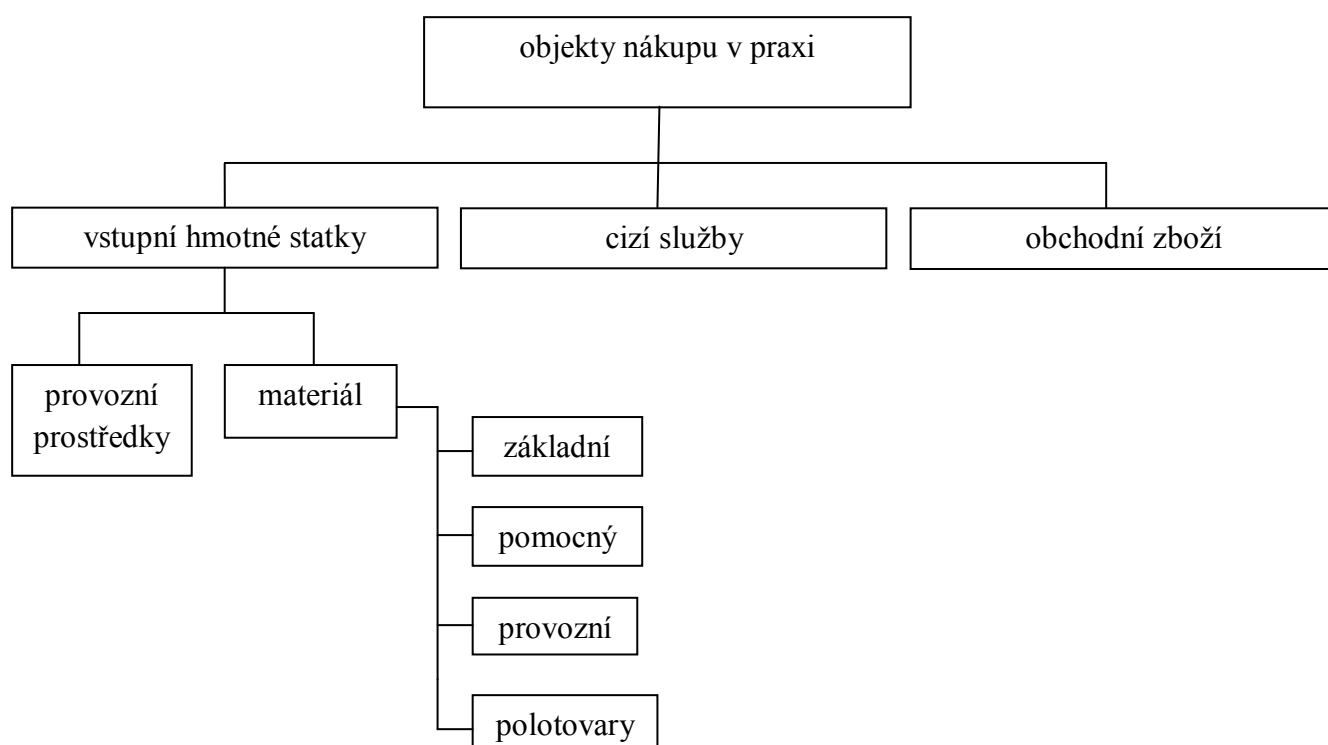 objekty nákupu v praxi
vstupní hmotné statky
cizí služby
obchodní zboží
provozní
prostředky
materiál
základní
pomocný
provozní
polotovary